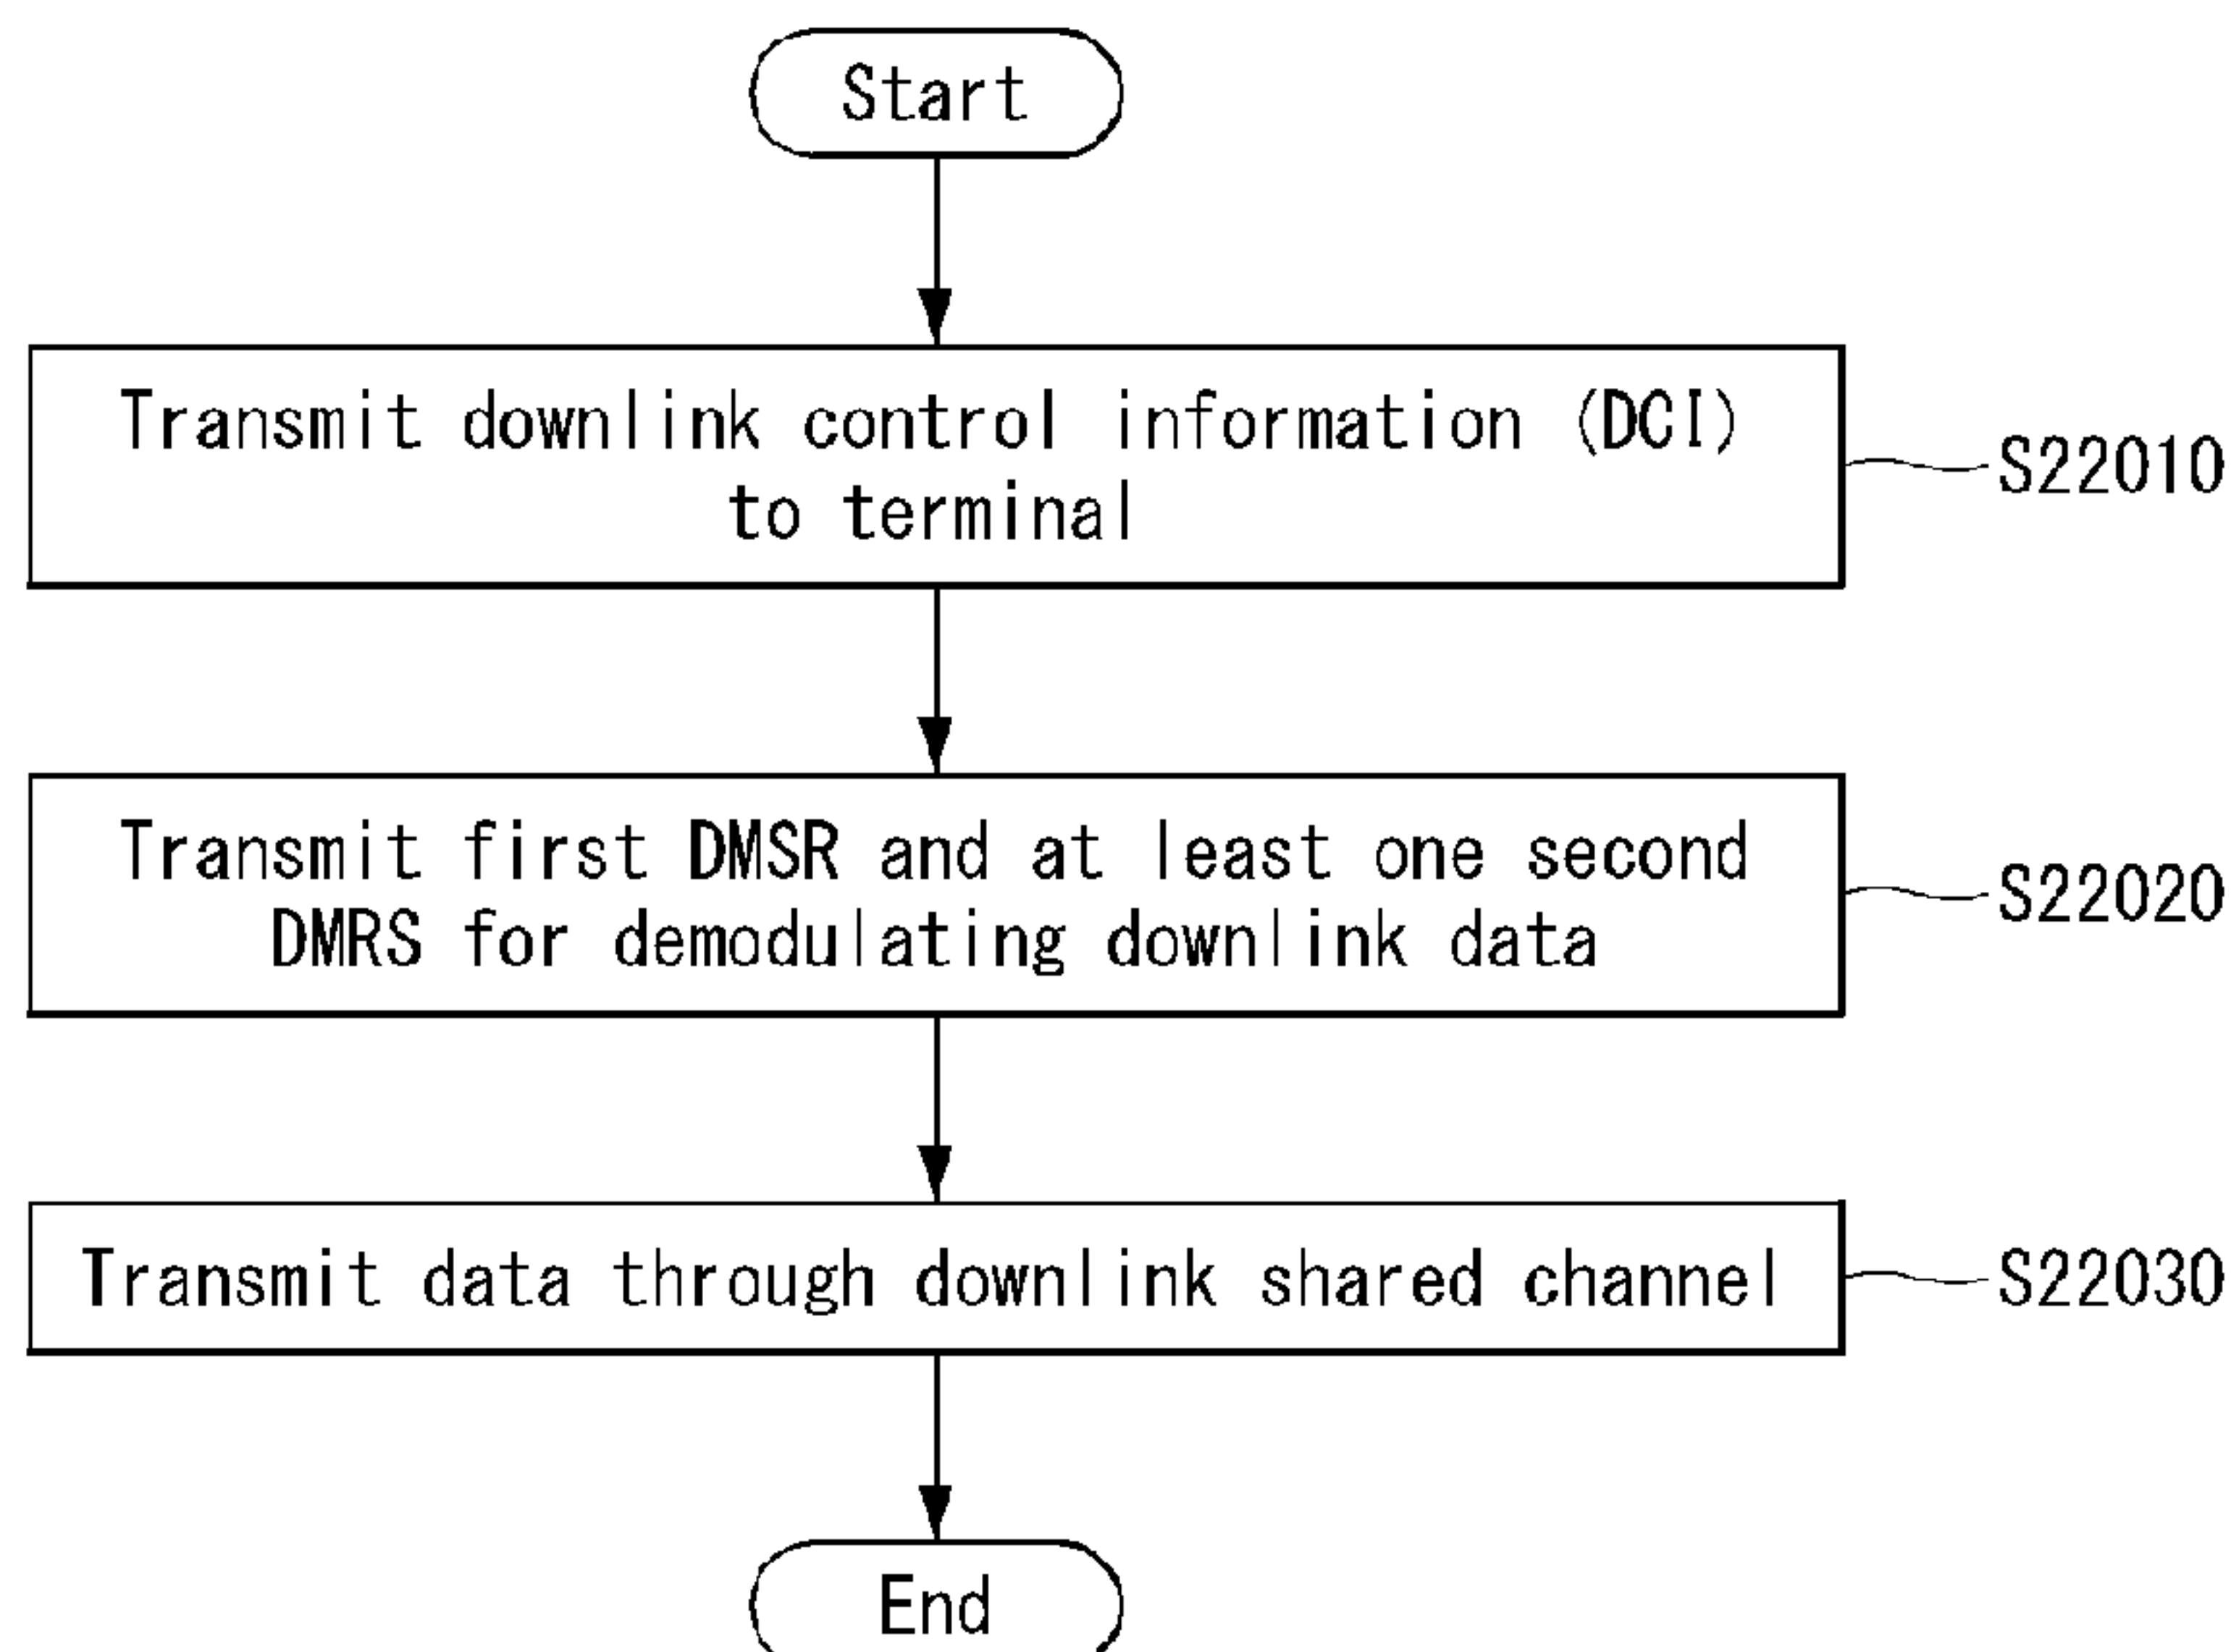 Start
Transmit downlink control information (DCI)
to terminal
S22010
Transmit first DMSR and at least one second
DMRS for demodulating downlink data
S22020
Transmit data through downlink shared channel
S22030
End